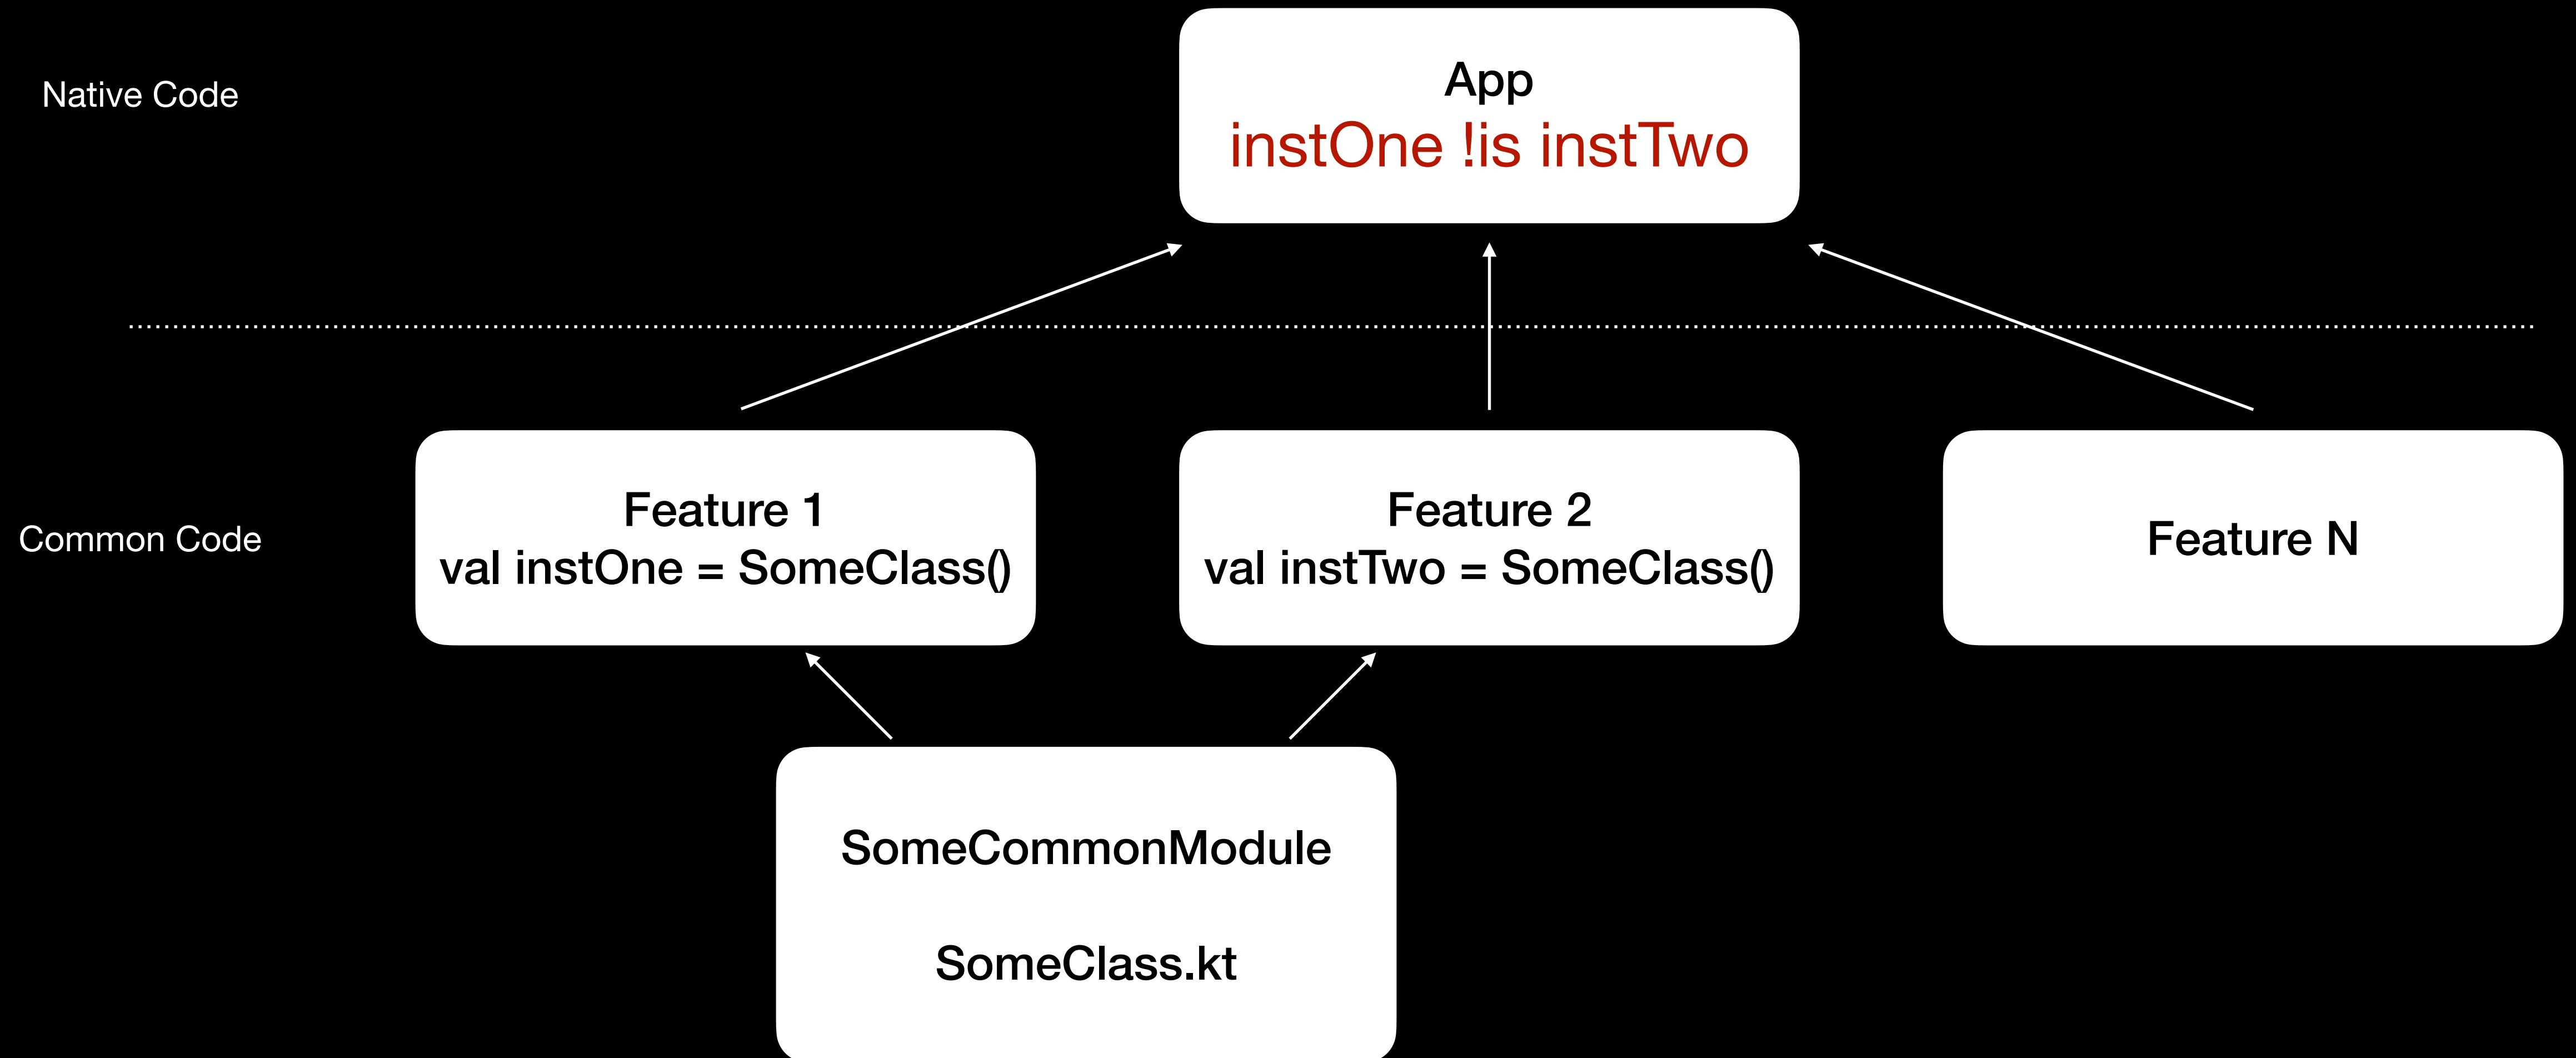 Native Code
App
instOne !is instTwo
Common Code
Feature 1
val instOne = SomeClass()
Feature 2
val instTwo = SomeClass()
Feature N
SomeCommonModule
SomeClass.kt